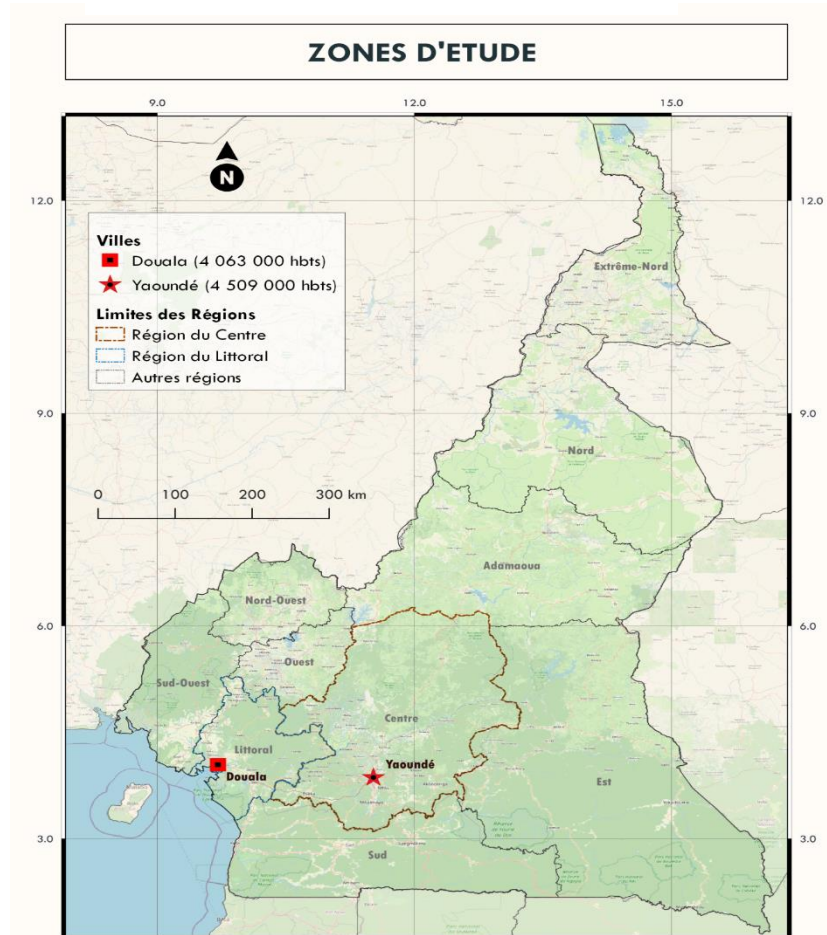 ZONES D'ETUDE
9.0 12.0 15.0
N
12.0 12.0
Villes
Douala (4 063 000 hbts)
Yaoundé (4 509 000 hbts)
Limites des Régions
Région du Centre
Région du Littoral
Autres régions
Extrême-Nord
9.0 9.0
Nord
0 100 200 300 km
Adamaoua
Nord-Ouest
6.0 6.0
Ouest
Sud-Ouest
Centre
Littoral
Yaoundé
Douala
Est
3.0 3.0
Sud